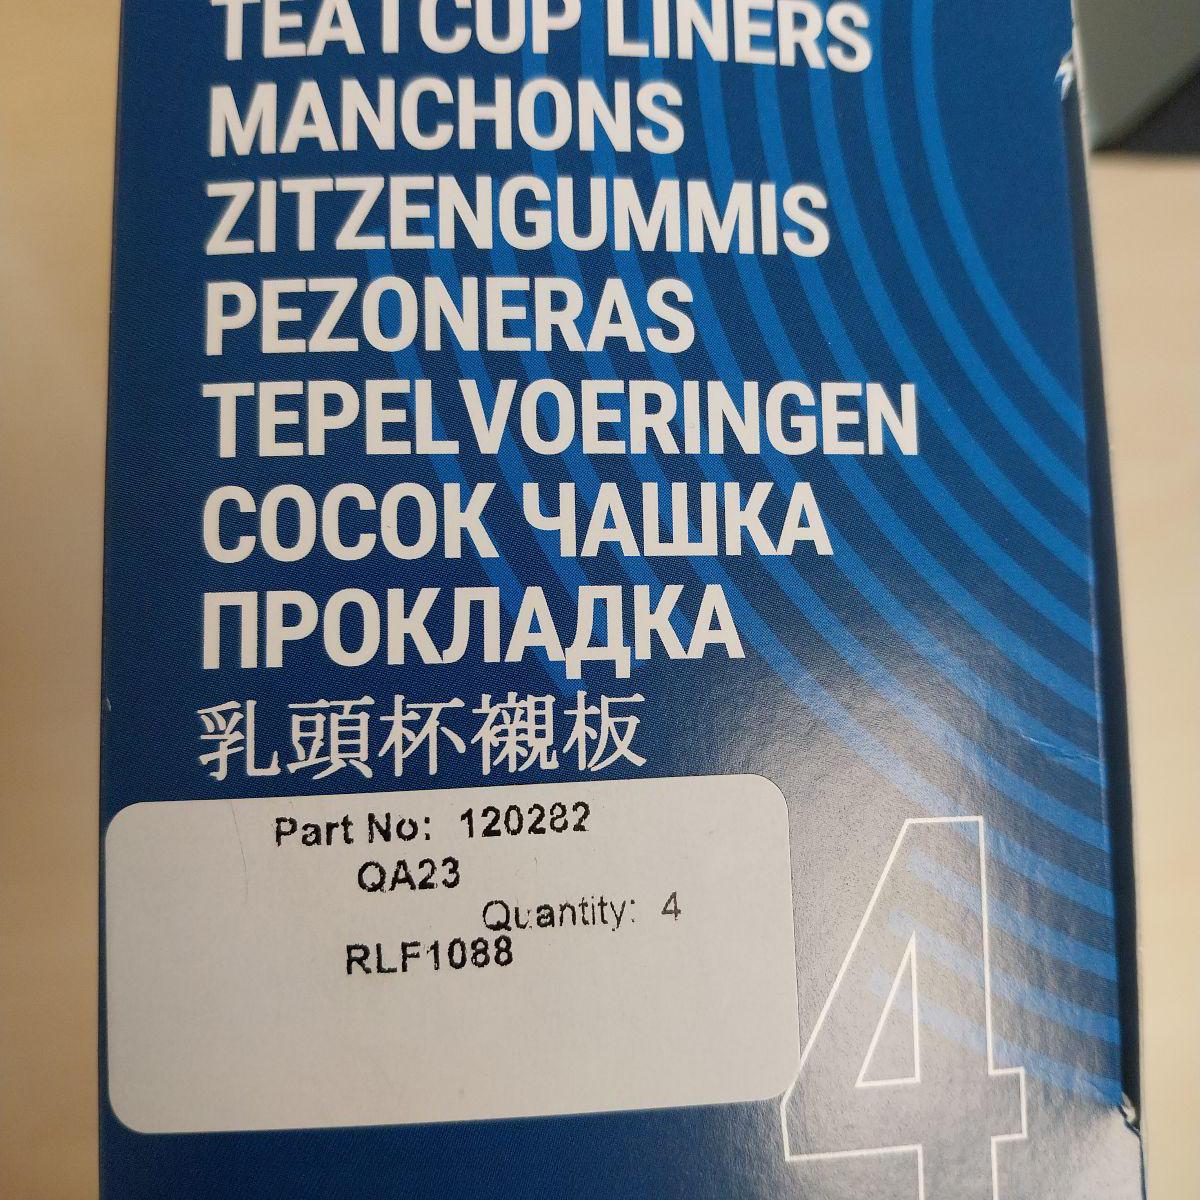 TEATCUP LINERS
MANCHONS
ZITZENGUMMIS
PEZONERAS
TEPELVOERINGEN
СОСОК ЧАШКА
ПРОКЛАДКА
乳頭杯襯板
Part No: 120282
QA23
Quantity: 4
RLF1088
4